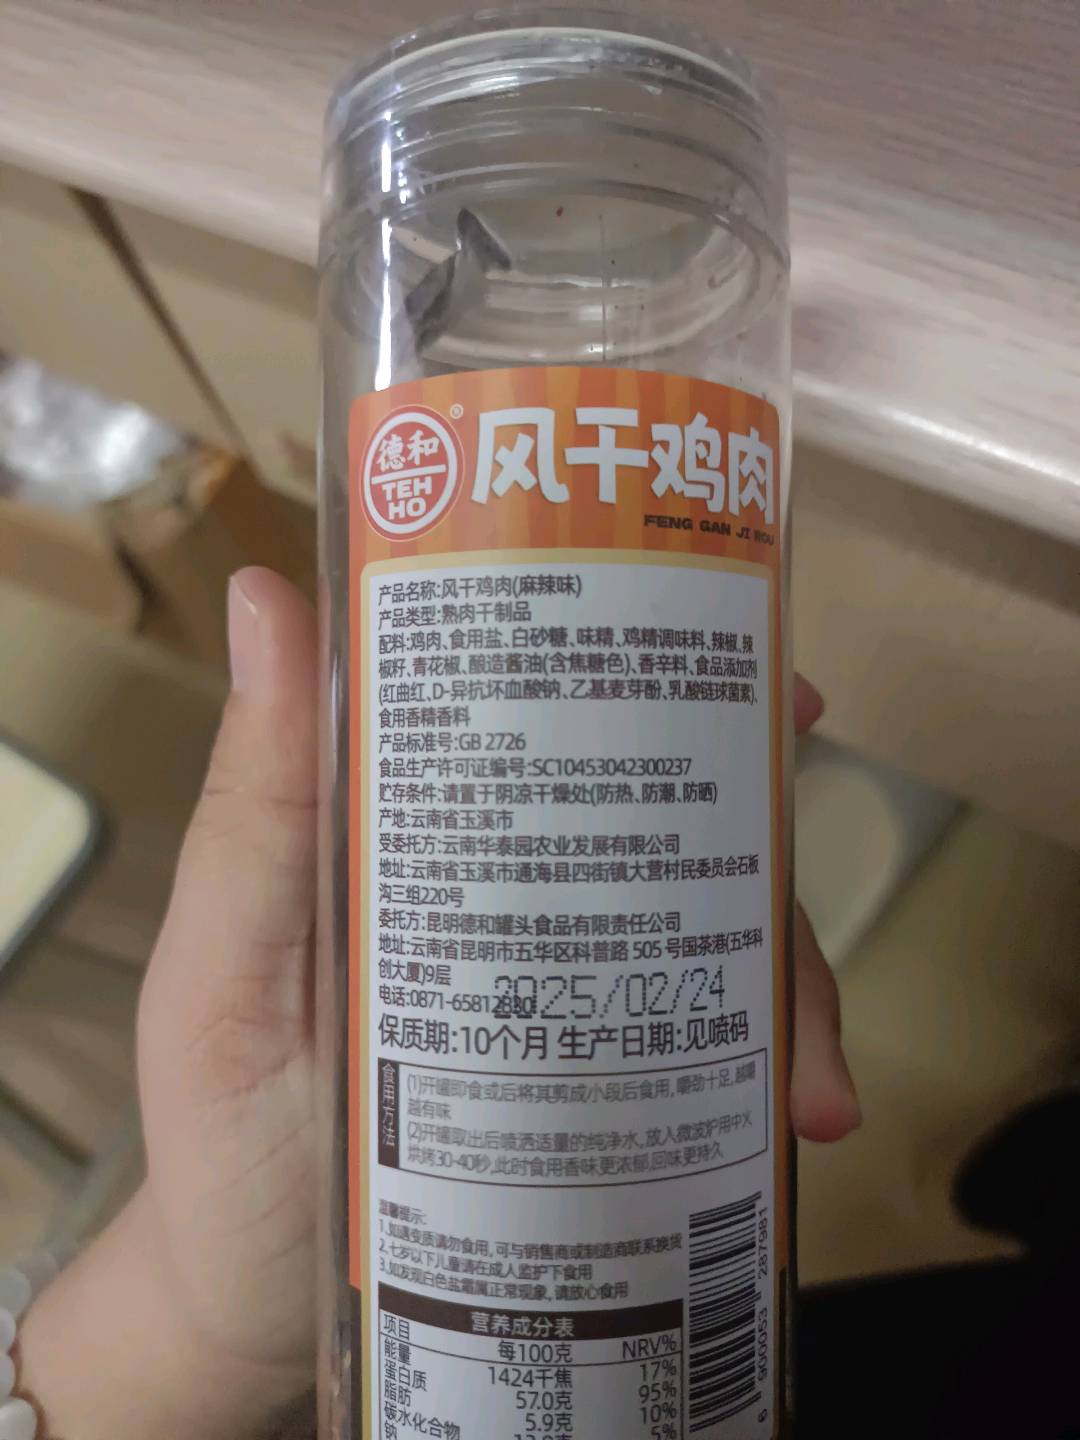 德和
TEH
HO
®
风干鸡肉
FENG GAN JI ROU
产品名称:风干鸡肉(麻辣味)
产品类型:熟肉干制品
配料:鸡肉、食用盐、白砂糖、味精、鸡精调味料、辣椒、辣
椒籽、青花椒、酿造酱油(含焦糖色)、香辛料、食品添加剂
(红曲红、D-异抗坏血酸钠、乙基麦芽酚、乳酸链球菌素)、
食用香精香料
产品标准号:GB 2726
食品生产许可证编号:SC10453042300237
贮存条件:请置于阴凉干燥处(防热、防潮、防晒)
产地:云南省玉溪市
受委托方:云南华泰园农业发展有限公司
地址:云南省玉溪市通海县四街镇大营村民委员会石板
沟三组220号
委托方:昆明德和罐头食品有限责任公司
地址:云南省昆明市五华区科普路 505 号国茶港(五华科
创大厦)9层
电话:0871-65812830
2025/02/24
保质期:10个月 生产日期:见喷码
食用方法
(1)开罐即食或后将其剪成小段后食用,嚼劲十足,越嚼
越有味
(2)开罐取出后喷洒适量的纯净水,放入微波炉用中火
烘烤30-40秒,此时食用香味更浓郁,回味更持久
温馨提示:
1.如遇变质请勿食用,可与销售商或制造商联系换货
2.七岁以下儿童请在成人监护下食用
3.如发现白色盐霜属正常现象,请放心食用
营养成分表
项目 每100克 NRV%
能量 1424千焦 17%
蛋白质 57.0克 95%
脂肪 5.9克 10%
碳水化合物 5%
钠
6 900053 287981